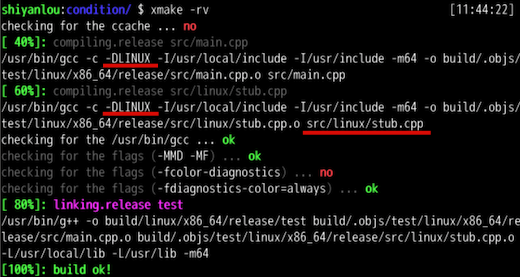 shiyanlou:condition/ $ xmake -rv [11:44:22]
checking for the ccache ... no
[ 40%]: compiling.release src/main.cpp
/usr/bin/gcc -c -DLINUX -I/usr/local/include -I/usr/include -m64 -o build/.objs/
test/linux/x86_64/release/src/main.cpp.o src/main.cpp
[ 60%]: compiling.release src/linux/stub.cpp
/usr/bin/gcc -c -DLINUX -I/usr/local/include -I/usr/include -m64 -o build/.objs/
test/linux/x86_64/release/src/linux/stub.cpp.o src/linux/stub.cpp
checking for the /usr/bin/gcc ... ok
checking for the flags (-MMD -MF) ... ok
checking for the flags (-fcolor-diagnostics) ... no
checking for the flags (-fdiagnostics-color=always) ... ok
[ 80%]: linking.release test
/usr/bin/g++ -o build/linux/x86_64/release/test build/.objs/test/linux/x86_64/re
lease/src/main.cpp.o build/.objs/test/linux/x86_64/release/src/linux/stub.cpp.o
-L/usr/local/lib -L/usr/lib -m64
[100%]: build ok!